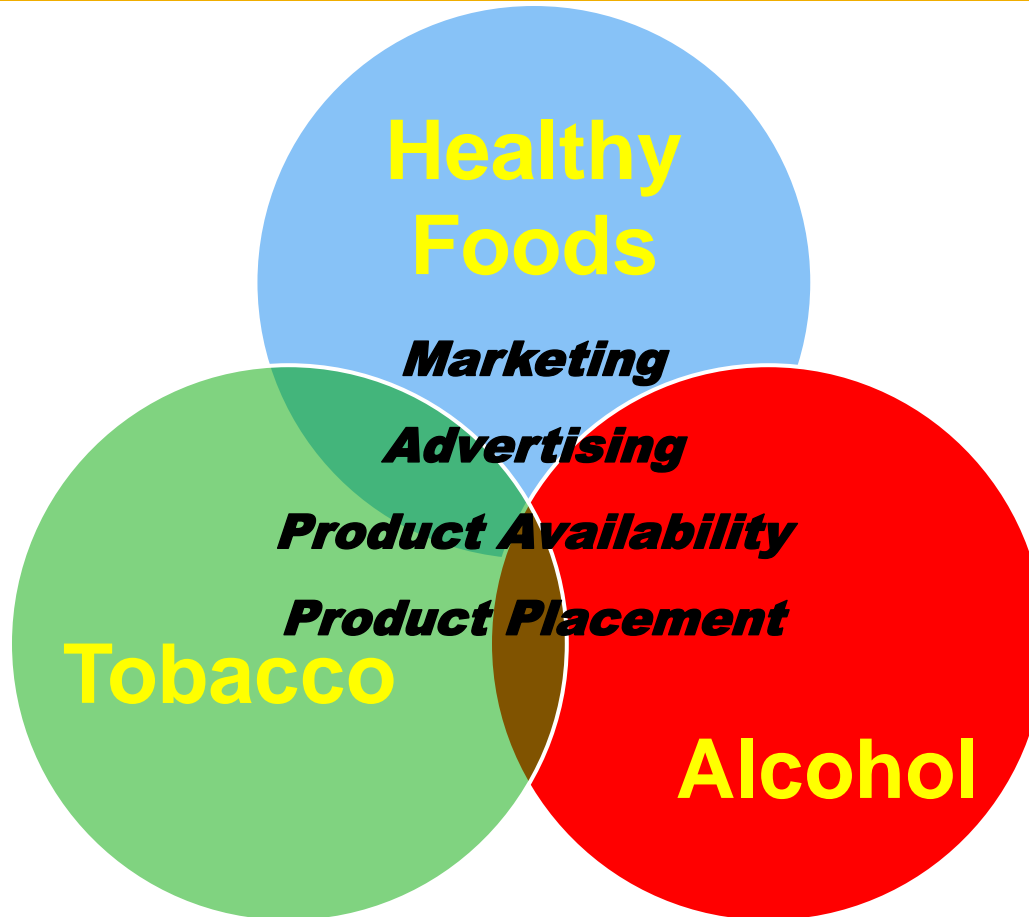 Healthy
Foods
Marketing
Advertising
Product Availability
Product Placement
Tobacco
Alcohol